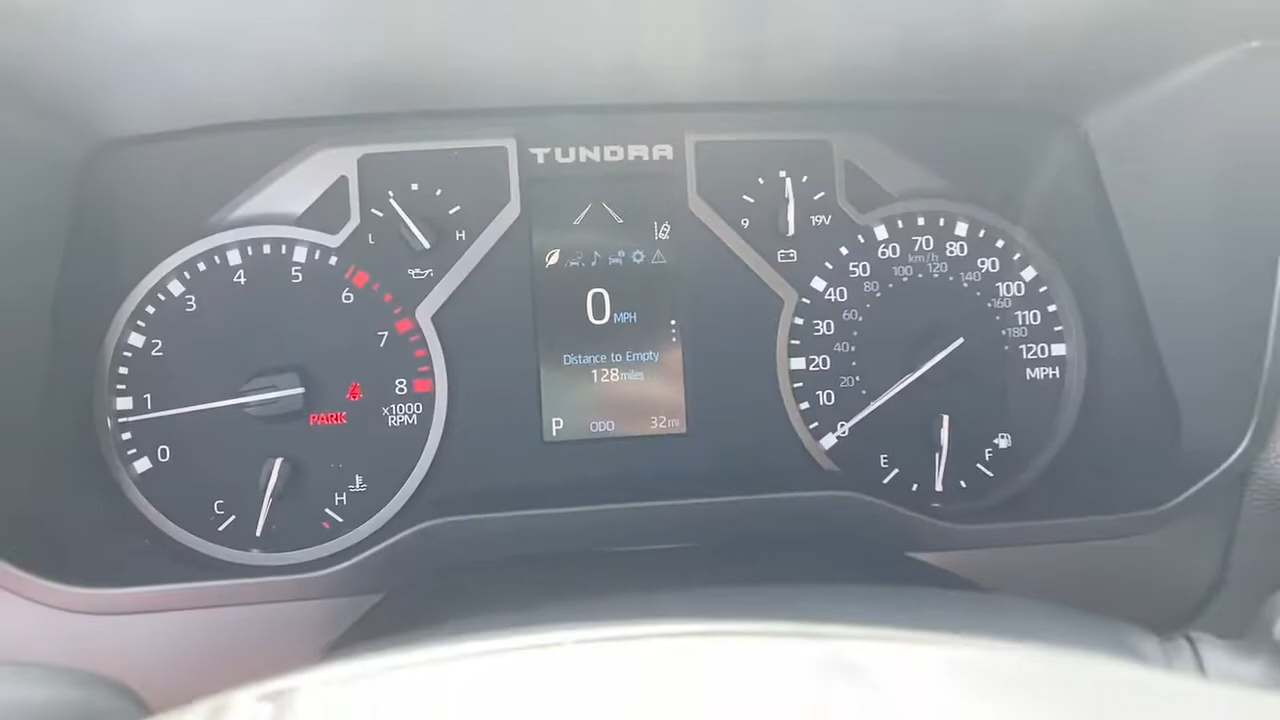 TUNDRA
L H
9 19V
0 1 2 3 4 5 6 7 8
x1000
RPM
PARK
C H
0
MPH
Distance to Empty
128 miles
P ODO 32 mi
0 10 20 30 40 50 60 70 80 90 100 110 120
MPH
km/h
20 40 60 80 100 120 140 160 180
E F